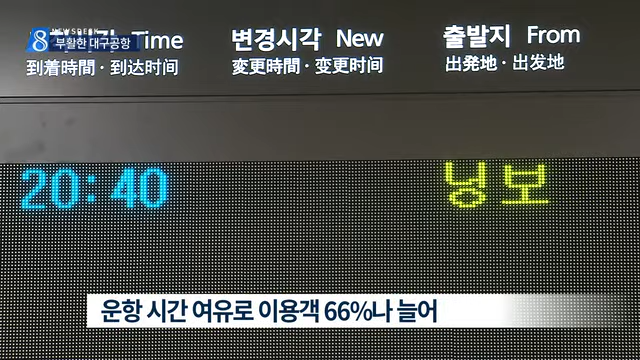 NEWSDESK
8 부활한 대구공항
Time 변경시각 New 출발지 From
到着時間·到达时间 変更時間·变更时间 出発地·出发地
20:40 닝보
운항 시간 여유로 이용객 66%나 늘어